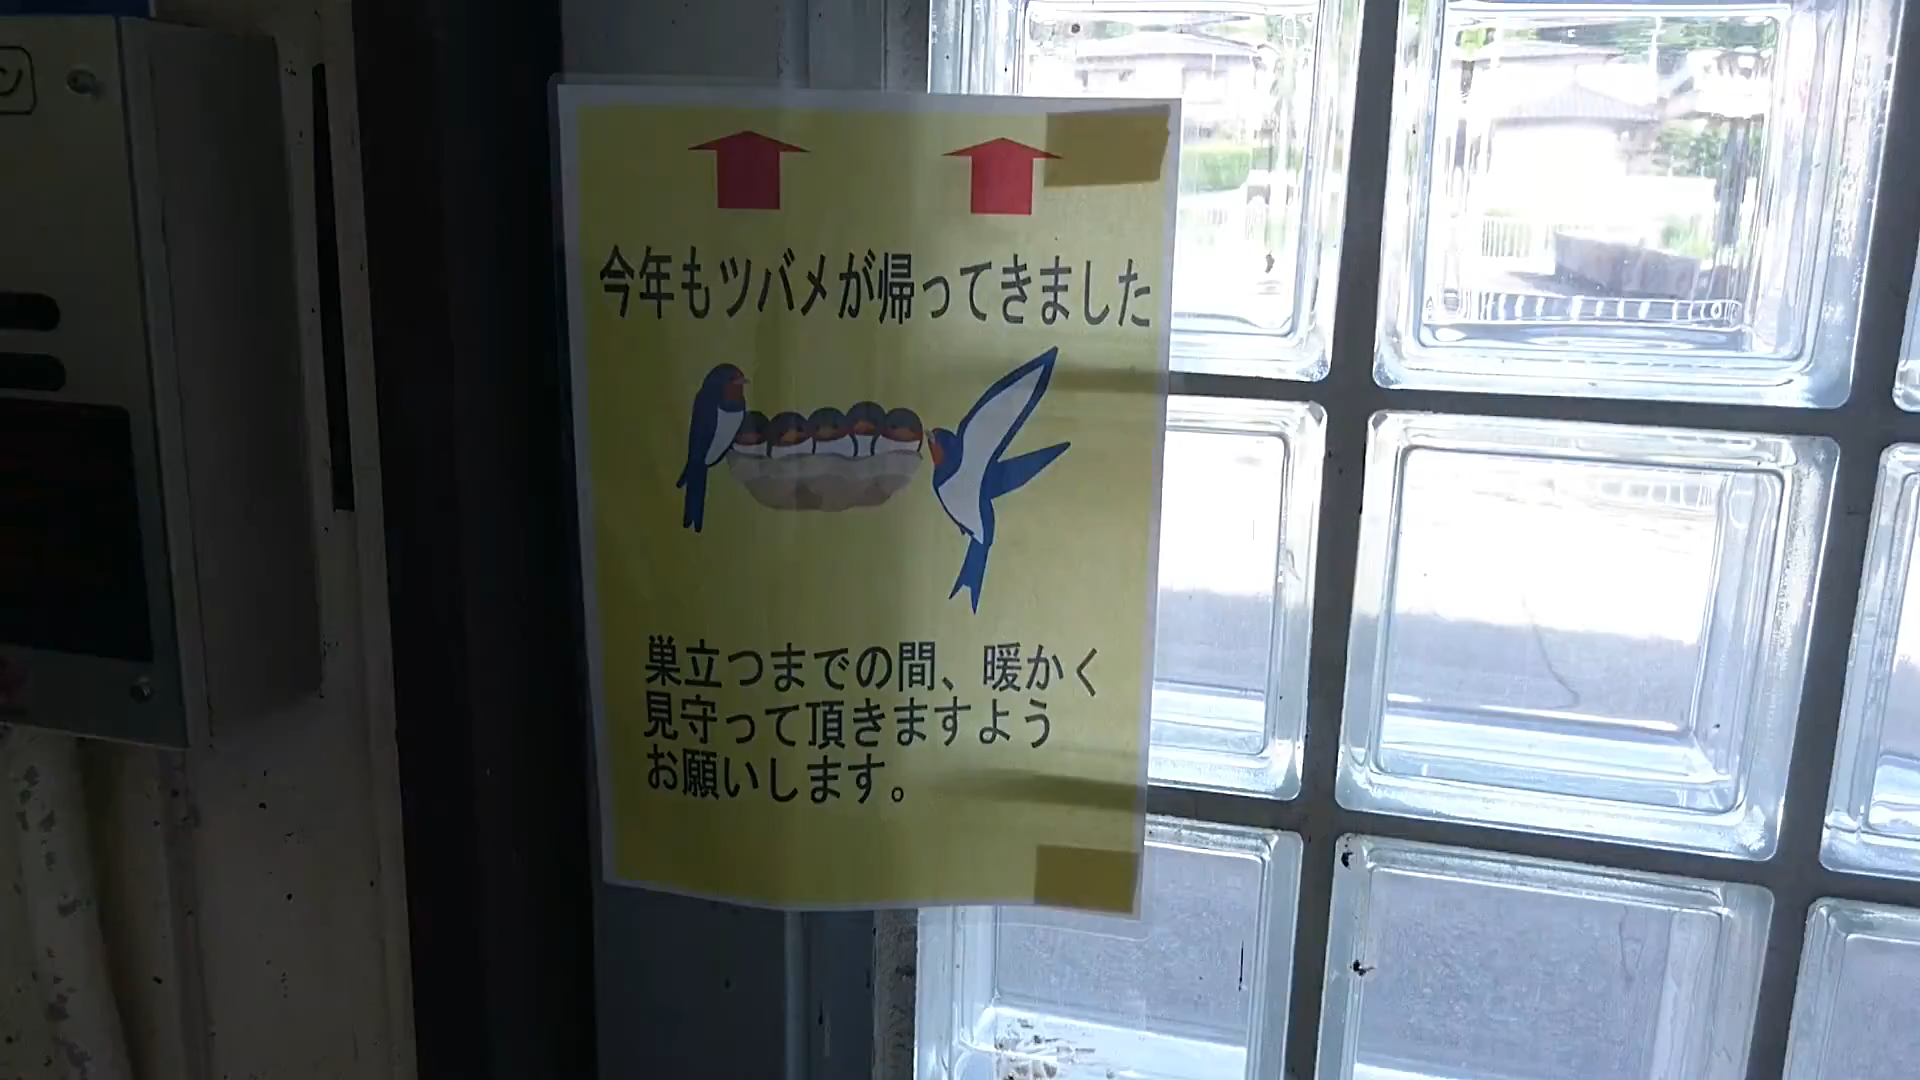 今年もツバメが帰ってきました
巣立つまでの間、暖かく
見守って頂きますよう
お願いします。